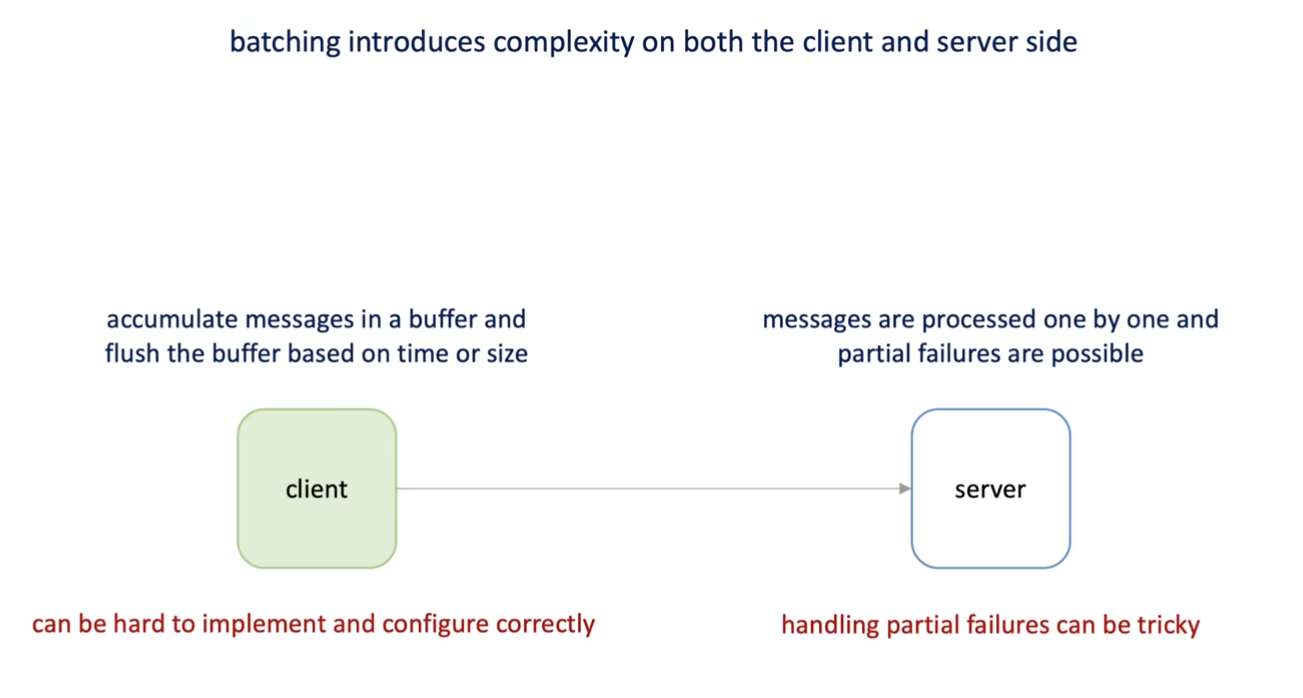 batching introduces complexity on both the client and server side
accumulate messages in a buffer and
flush the buffer based on time or size
messages are processed one by one and
partial failures are possible
client
server
can be hard to implement and configure correctly
handling partial failures can be tricky